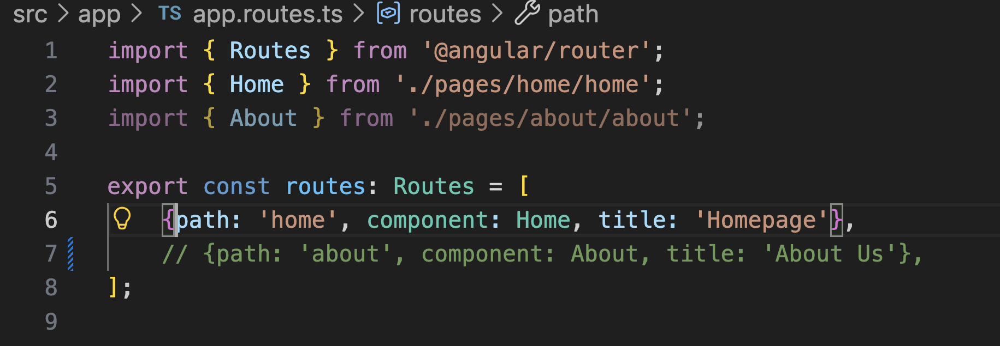 src > app > TS app.routes.ts > routes > path
1 import { Routes } from '@angular/router';
2 import { Home } from './pages/home/home';
3 import { About } from './pages/about/about';
4
5 export const routes: Routes = [
6 {path: 'home', component: Home, title: 'Homepage'},
7 // {path: 'about', component: About, title: 'About Us'},
8 ];
9